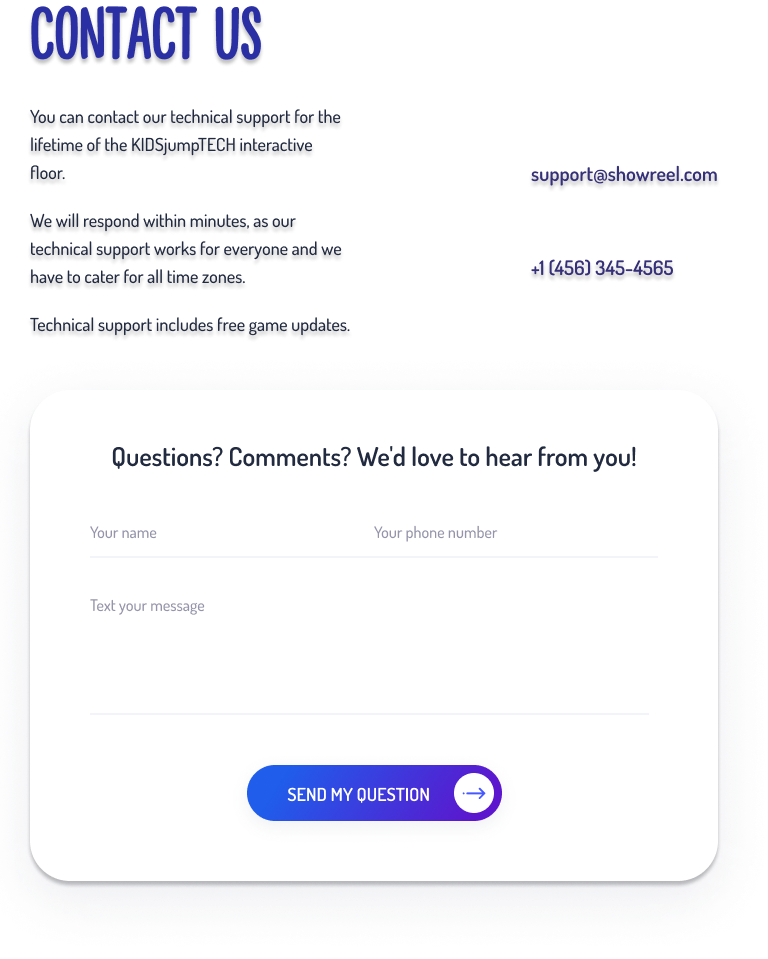 CONTACT US
You can contact our technical support for the
lifetime of the KIDSjumpTECH interactive
floor.
We will respond within minutes, as our
technical support works for everyone and we
have to cater for all time zones.
Technical support includes free game updates.
support@showreel.com
+1 (456) 345-4565
Questions? Comments? We'd love to hear from you!
Your name
Your phone number
Text your message
SEND MY QUESTION